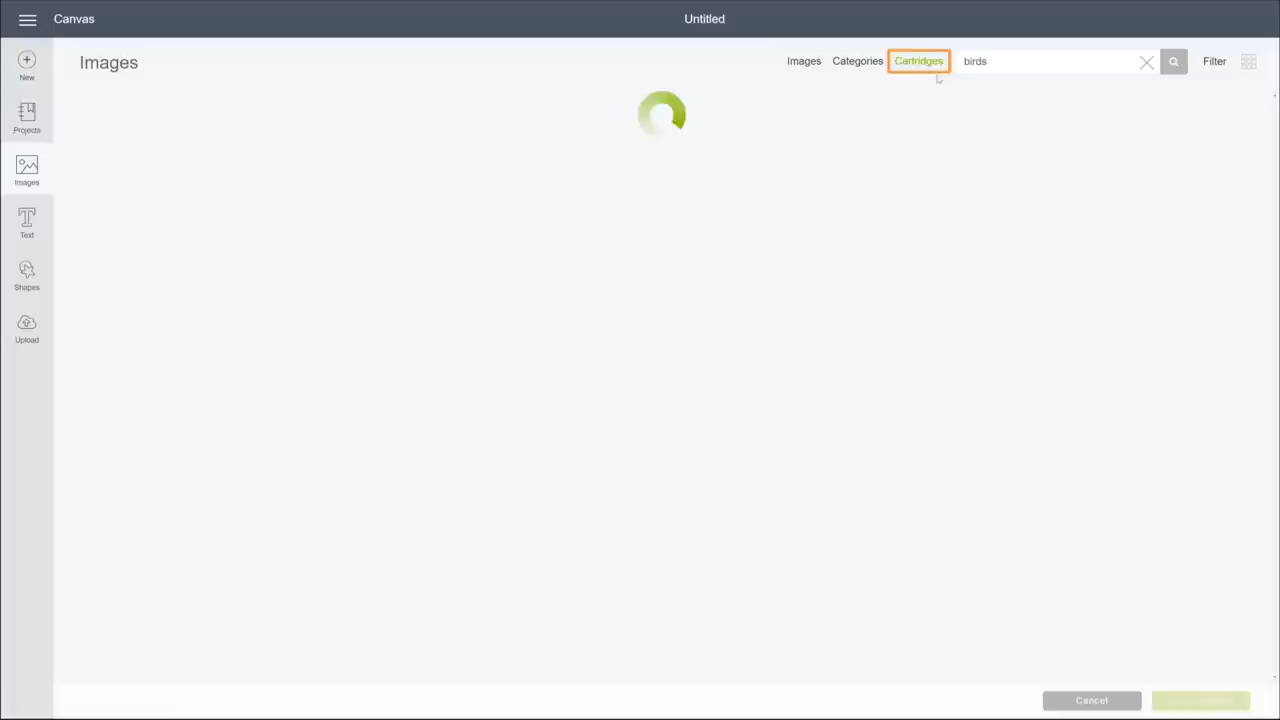 Canvas
Untitled
New
Projects
Images
Text
Shapes
Upload
Images
Images Categories Cartridges birds Filter
Cancel